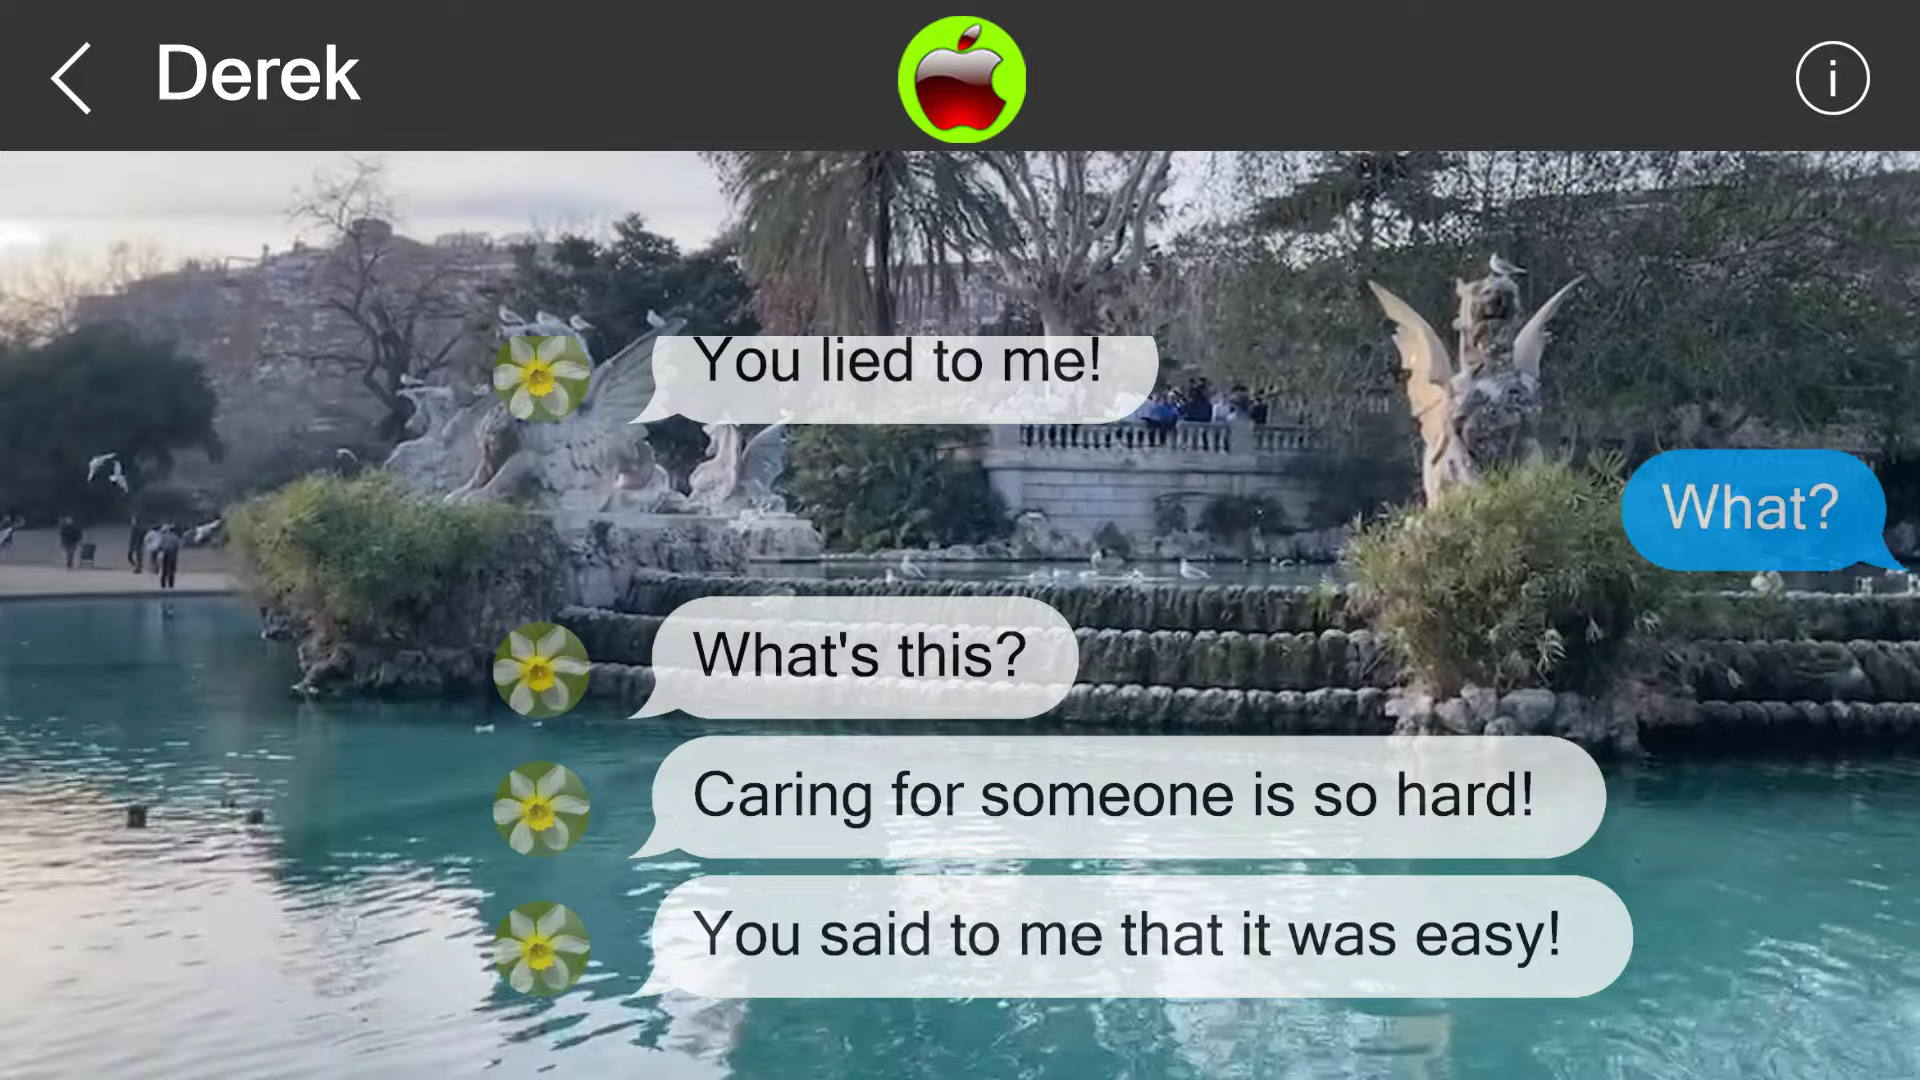 Derek
i
You lied to me!
What?
What's this?
Caring for someone is so hard!
You said to me that it was easy!